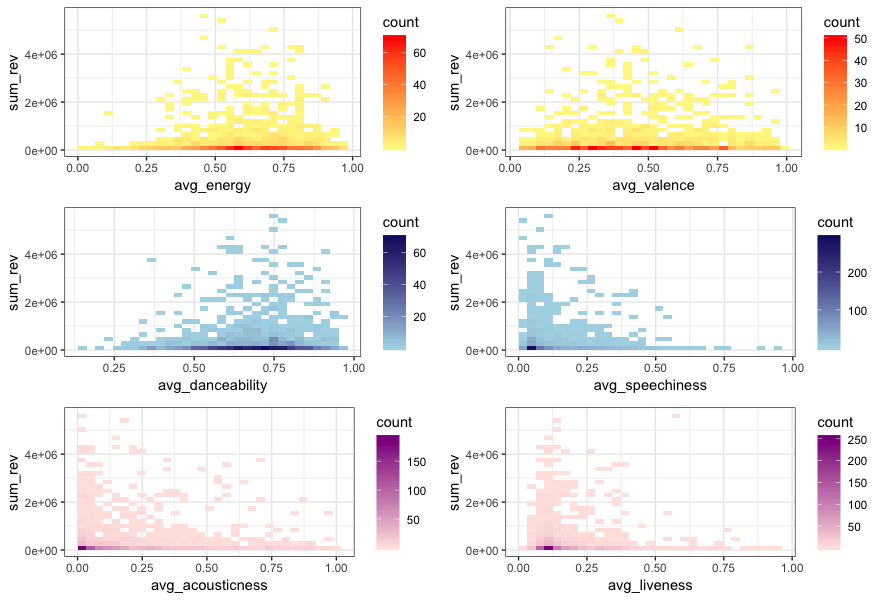 count
60
40
20
sum_rev
4e+06
2e+06
0e+00
0.00
0.25
0.50
0.75
1.00
avg_energy
count
50
40
30
20
10
sum_rev
4e+06
2e+06
0e+00
0.00
0.25
0.50
0.75
1.00
avg_valence
count
60
40
20
sum_rev
4e+06
2e+06
0e+00
0.25
0.50
0.75
1.00
avg_danceability
count
200
100
sum_rev
4e+06
2e+06
0e+00
0.00
0.25
0.50
0.75
1.00
avg_speechiness
count
150
100
50
sum_rev
4e+06
2e+06
0e+00
0.00
0.25
0.50
0.75
1.00
avg_acousticness
count
250
200
150
100
50
sum_rev
4e+06
2e+06
0e+00
0.00
0.25
0.50
0.75
1.00
avg_liveness